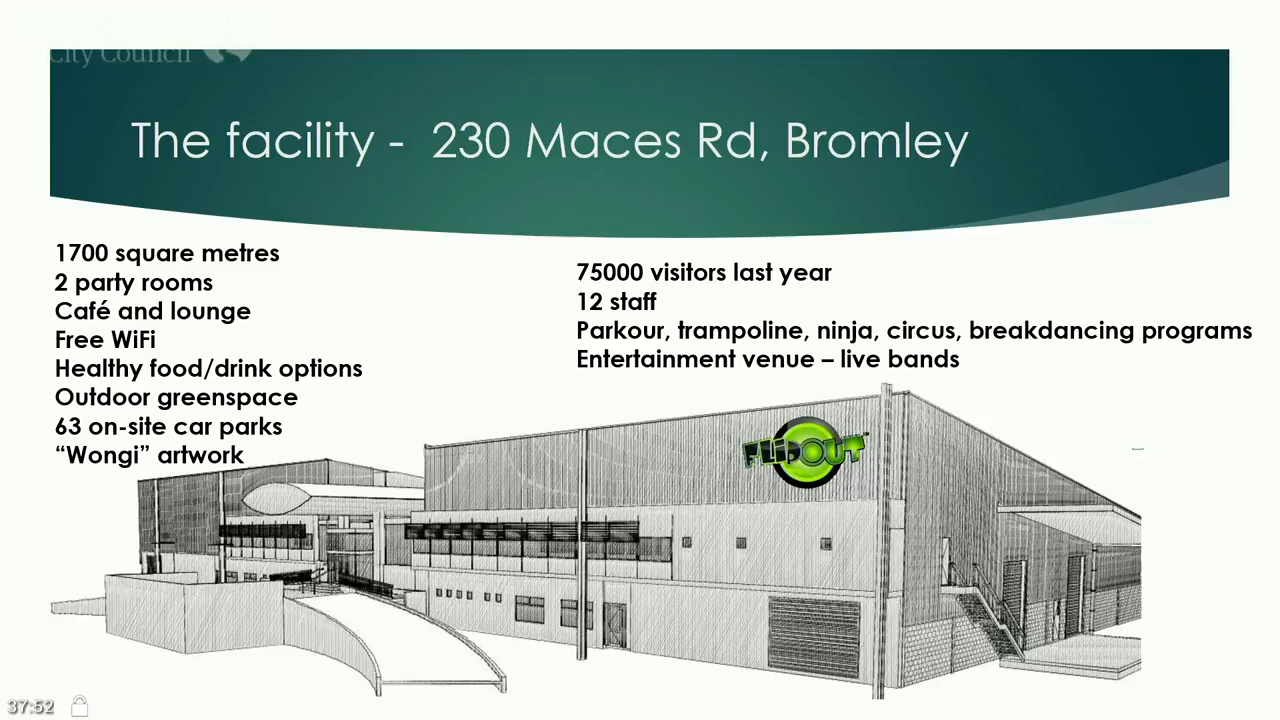 City Council
The facility - 230 Maces Rd, Bromley
1700 square metres
2 party rooms
Café and lounge
Free WiFi
Healthy food/drink options
Outdoor greenspace
63 on-site car parks
“Wongi” artwork
75000 visitors last year
12 staff
Parkour, trampoline, ninja, circus, breakdancing programs
Entertainment venue – live bands
FLiPOUT™
37:52